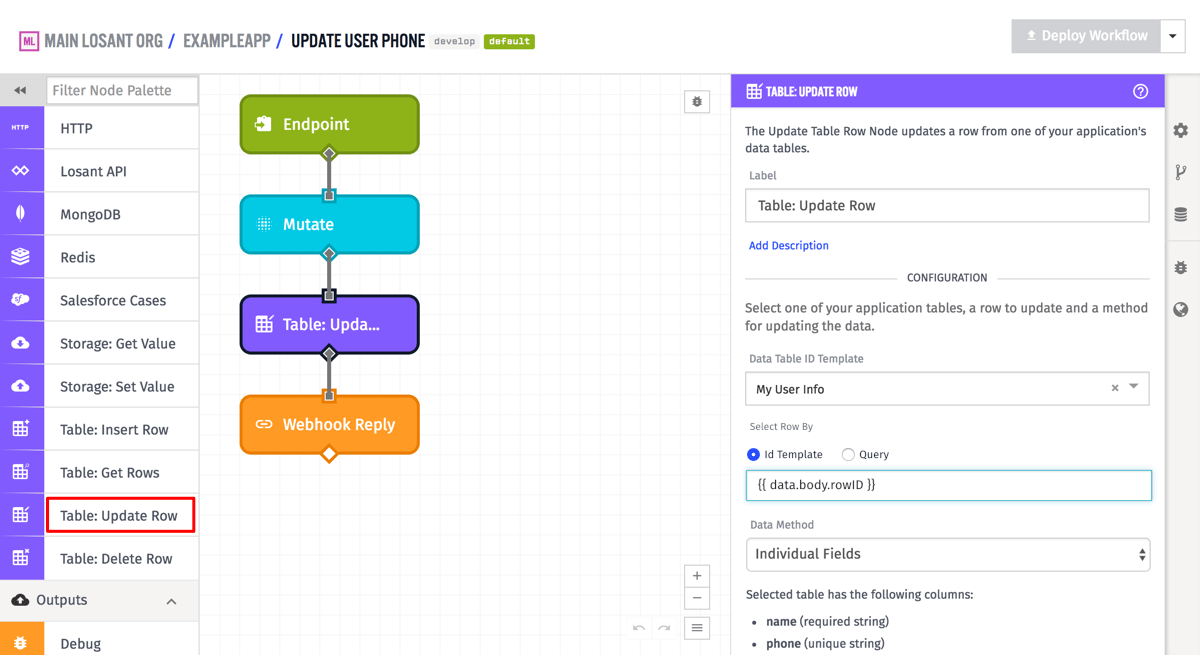 ML MAIN LOSANT ORG / EXAMPLEAPP / UPDATE USER PHONE develop default
Deploy Workflow
Filter Node Palette
HTTP HTTP
Losant API
MongoDB
Redis
sf Salesforce Cases
Storage: Get Value
Storage: Set Value
Table: Insert Row
Table: Get Rows
Table: Update Row
Table: Delete Row
Outputs
Debug
Endpoint
Mutate
Table: Upda...
Webhook Reply
TABLE: UPDATE ROW
The Update Table Row Node updates a row from one of your application's
data tables.
Label
Table: Update Row
Add Description
CONFIGURATION
Select one of your application tables, a row to update and a method
for updating the data.
Data Table ID Template
My User Info
Select Row By
Id Template Query
{{ data.body.rowID }}
Data Method
Individual Fields
Selected table has the following columns:
• name (required string)
• phone (unique string)